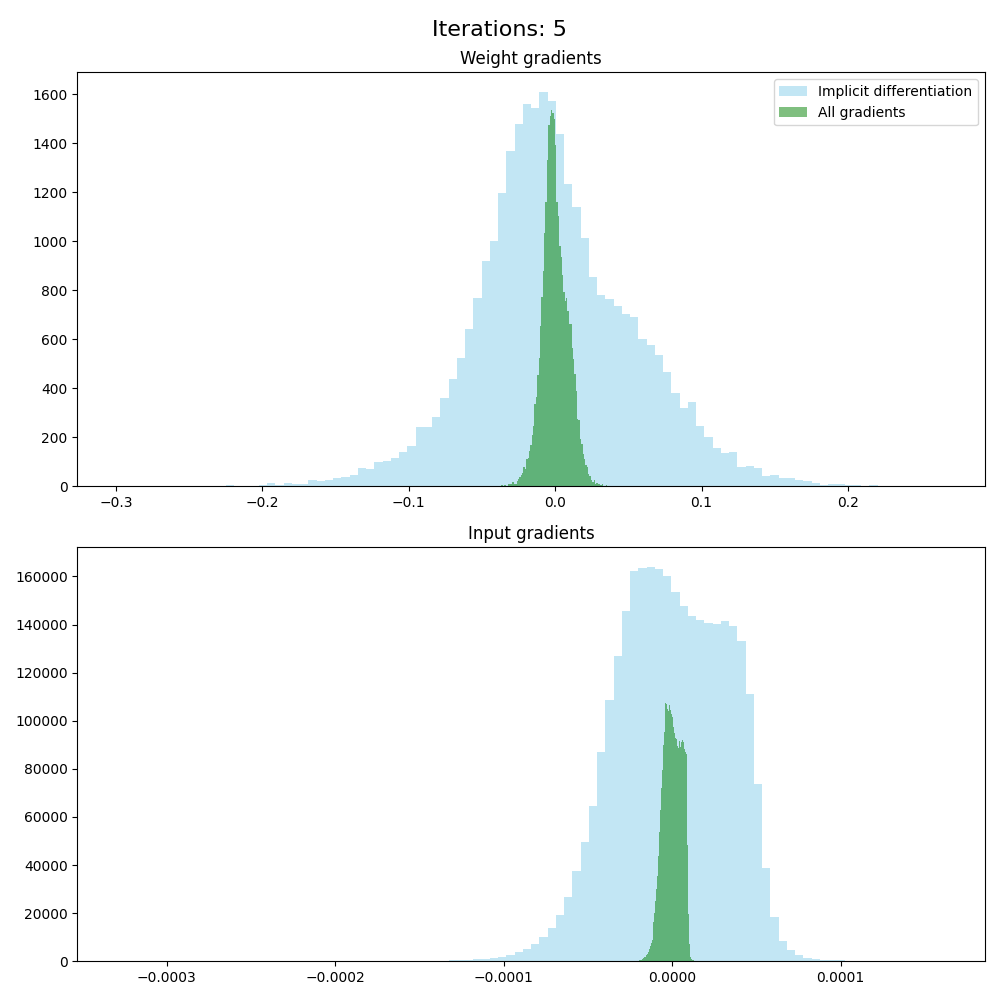 Iterations: 5
Weight gradients
Implicit differentiation
All gradients
1600
1400
1200
1000
800
600
400
200
0
−0.3 −0.2 −0.1 0.0 0.1 0.2
Input gradients
160000
140000
120000
100000
80000
60000
40000
20000
0
−0.0003 −0.0002 −0.0001 0.0000 0.0001